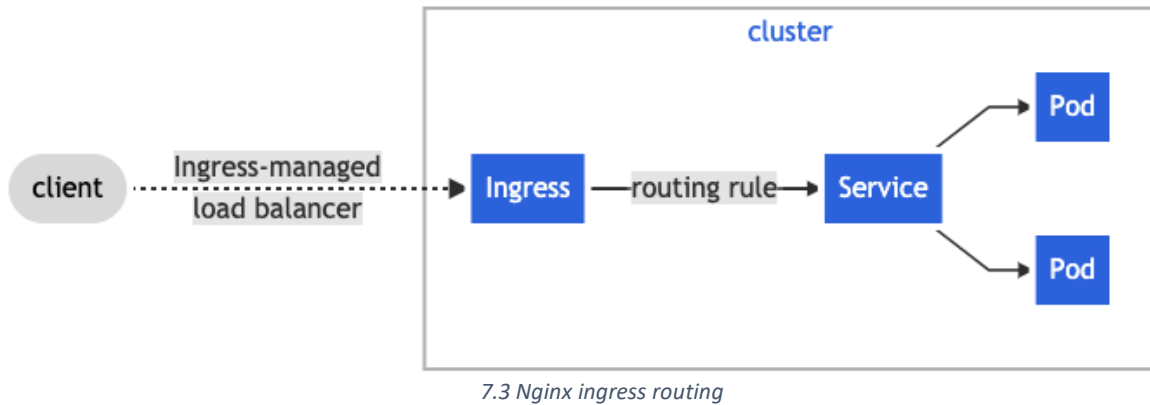 cluster
Pod
client
Ingress-managed
load balancer
Ingress
routing rule
Service
Pod
7.3 Nginx ingress routing